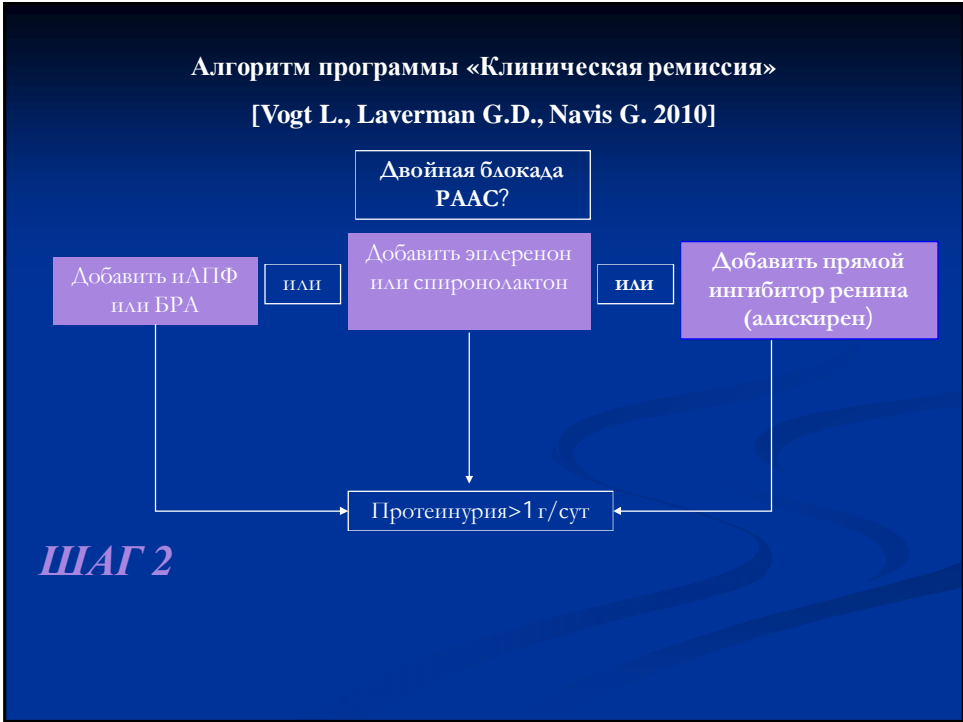 Алгоритм программы «Клиническая ремиссия»
[Vogt L., Laverman G.D., Navis G. 2010]
Двойная блокада
РААС?
Добавить иАПФ
или БРА
или
Добавить эплеренон
или спиронолактон
или
Добавить прямой
ингибитор ренина
(алискирен)
Протеинурия>1 г/сут
ШАГ 2